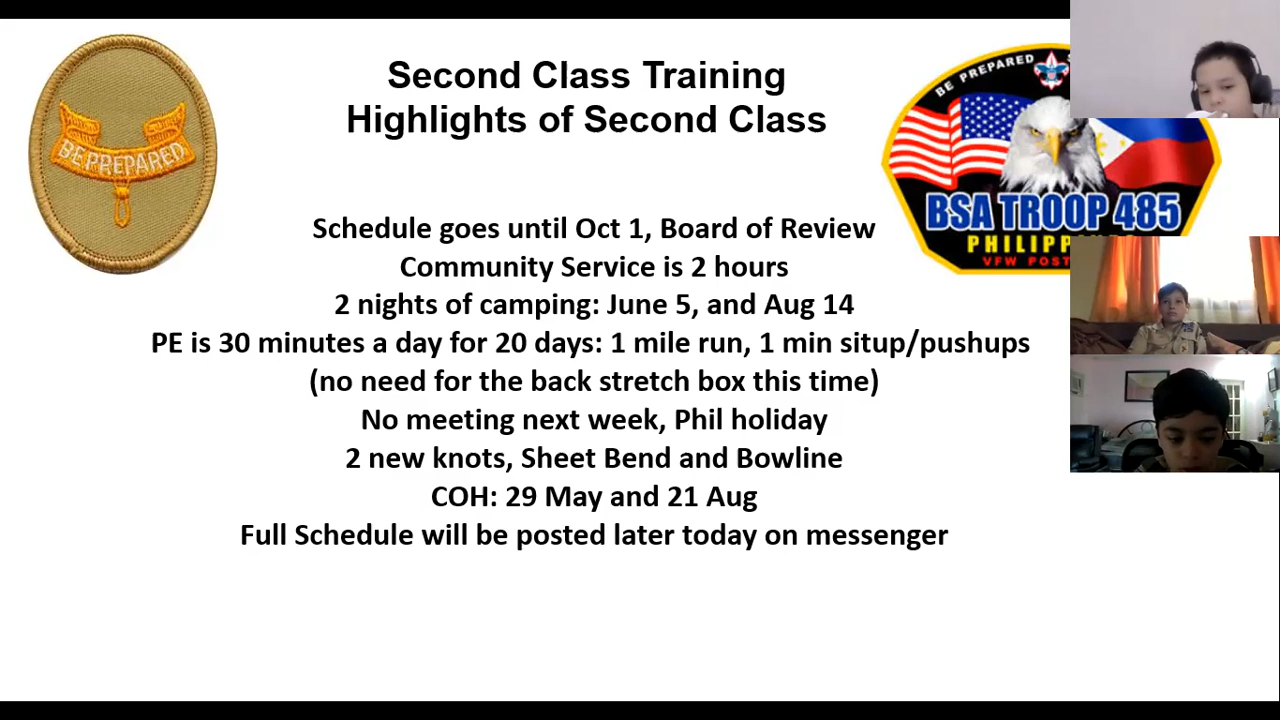 Second Class Training
Highlights of Second Class
BE PREPARED
BE PREPARED
BSA TROOP 485
VFW POST
Schedule goes until Oct 1, Board of Review
Community Service is 2 hours
2 nights of camping: June 5, and Aug 14
PE is 30 minutes a day for 20 days: 1 mile run, 1 min situp/pushups
(no need for the back stretch box this time)
No meeting next week, Phil holiday
2 new knots, Sheet Bend and Bowline
COH: 29 May and 21 Aug
Full Schedule will be posted later today on messenger